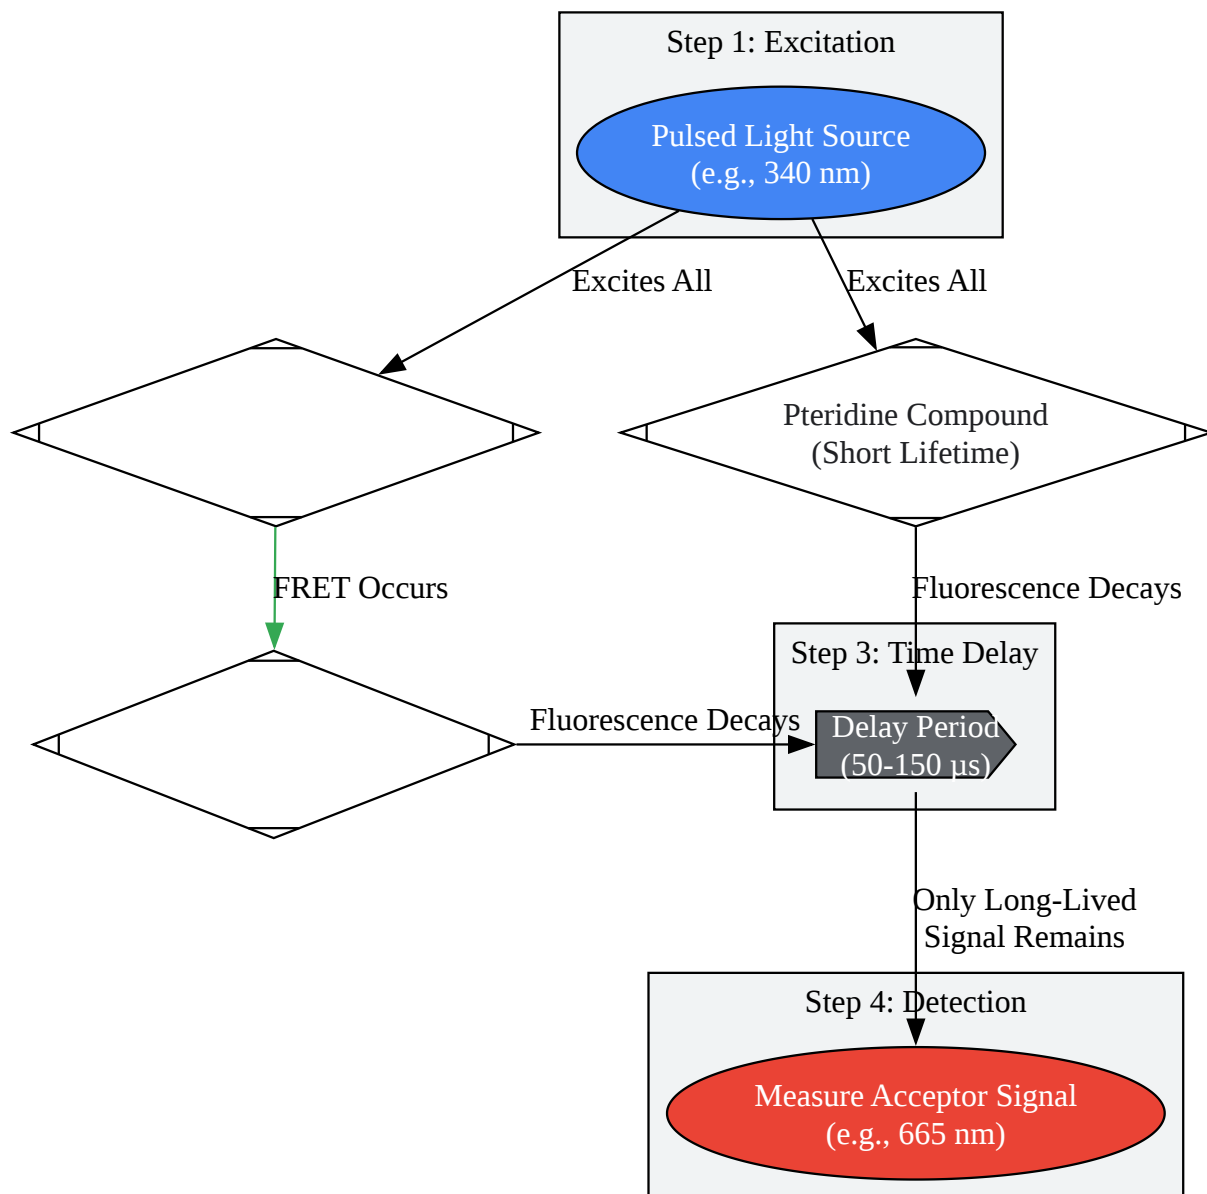 Step 1: Excitation
Pulsed Light Source
(e.g., 340 nm)
Excites All
Excites All
Pteridine Compound
(Short Lifetime)
FRET Occurs
Fluorescence Decays
Step 3: Time Delay
Fluorescence Decays
Delay Period
(50-150 µs)
Only Long-Lived
Signal Remains
Step 4: Detection
Measure Acceptor Signal
(e.g., 665 nm)